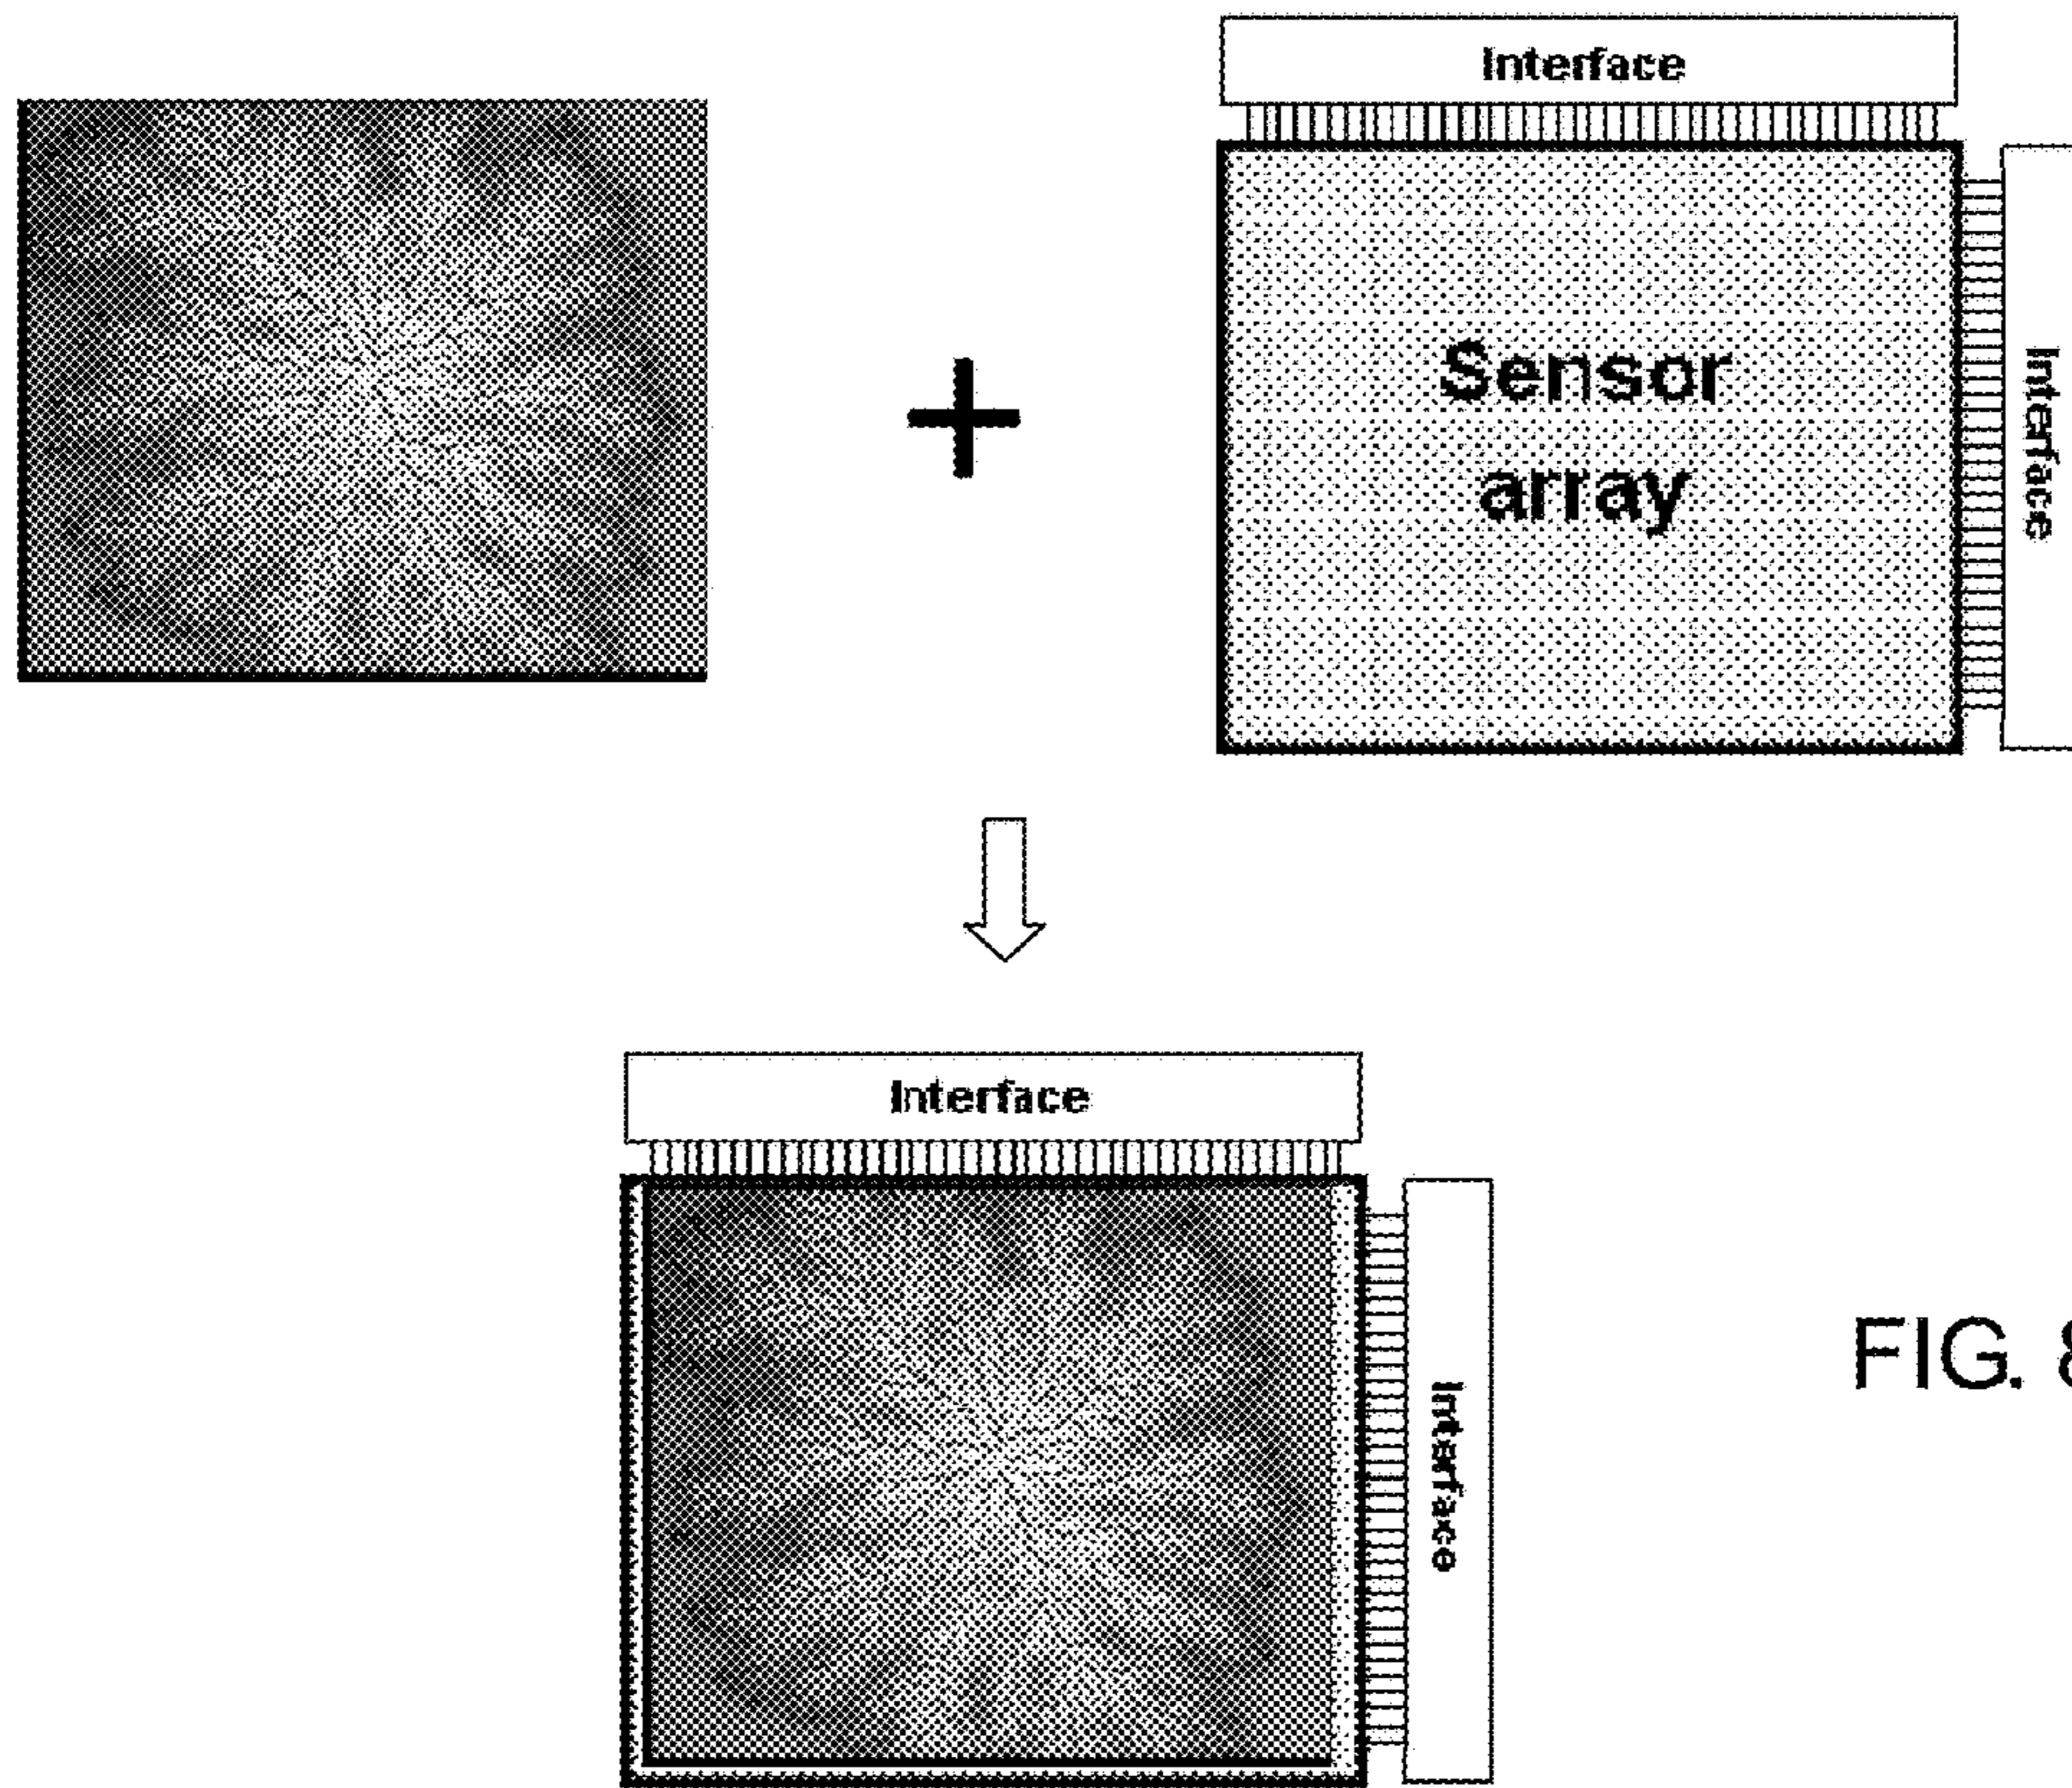 Interface
Sensor
array
Interface
Interface
Interface
FIG. 8